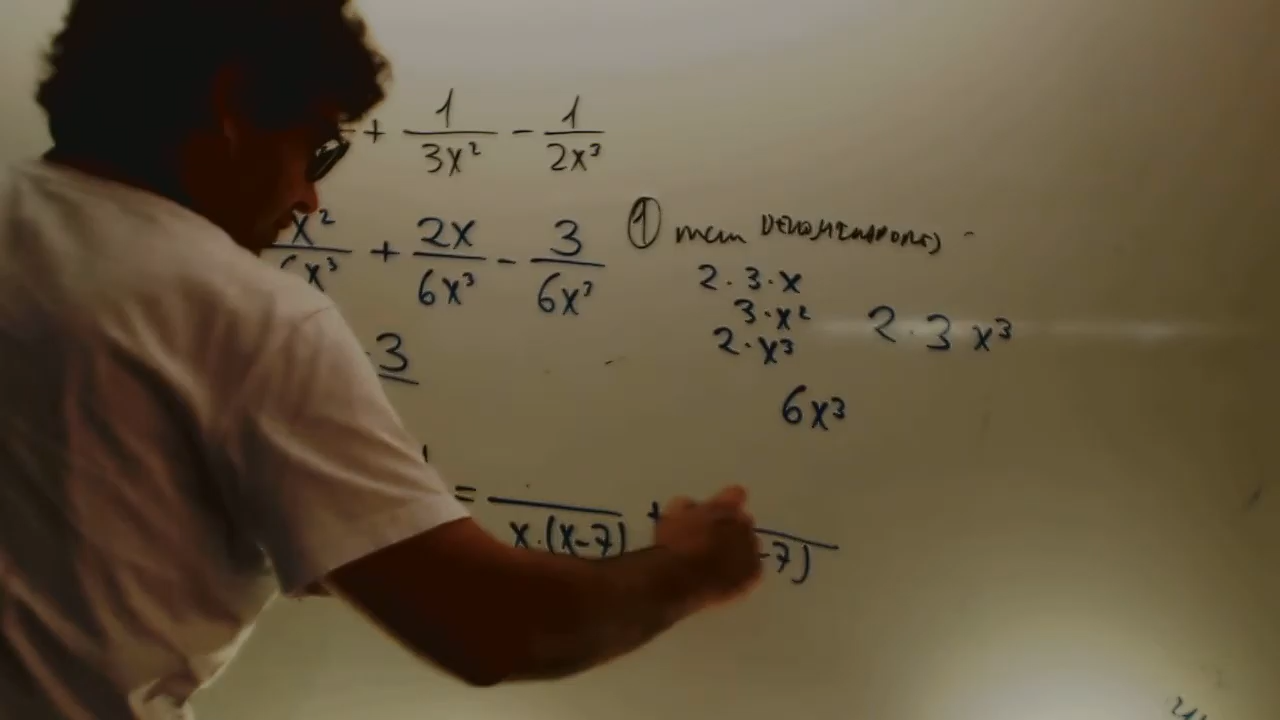 + 1/3x² - 1/2x³
x²/6x³ + 2x/6x³ - 3/6x³
① mcm DENOMINADORES -
2·3·x
3·x²
2·x³
2·3 x³
·3
6x³
= /x·(x-7) + /-7)